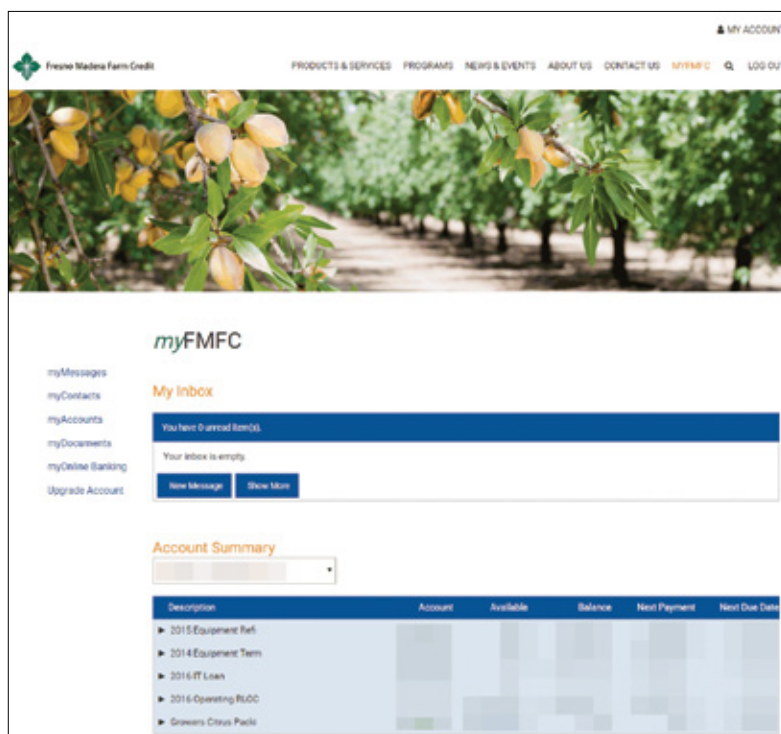 MY ACCOUNT
Fresno Madera Farm Credit
PRODUCTS & SERVICES PROGRAMS NEWS & EVENTS ABOUT US CONTACT US MYFMFC LOG OU
myFMFC
myMessages
myContacts
myAccounts
myDocuments
myOnline Banking
Upgrade Account
My Inbox
You have 0 unread item(s).
Your inbox is empty.
New Message Show More
Account Summary
Description Account Available Balance Next Payment Next Due Date
2015 Equipment Refi
2014 Equipment Term
2016 IT Loan
2016 Operating RLOC
Growers Citrus Packi